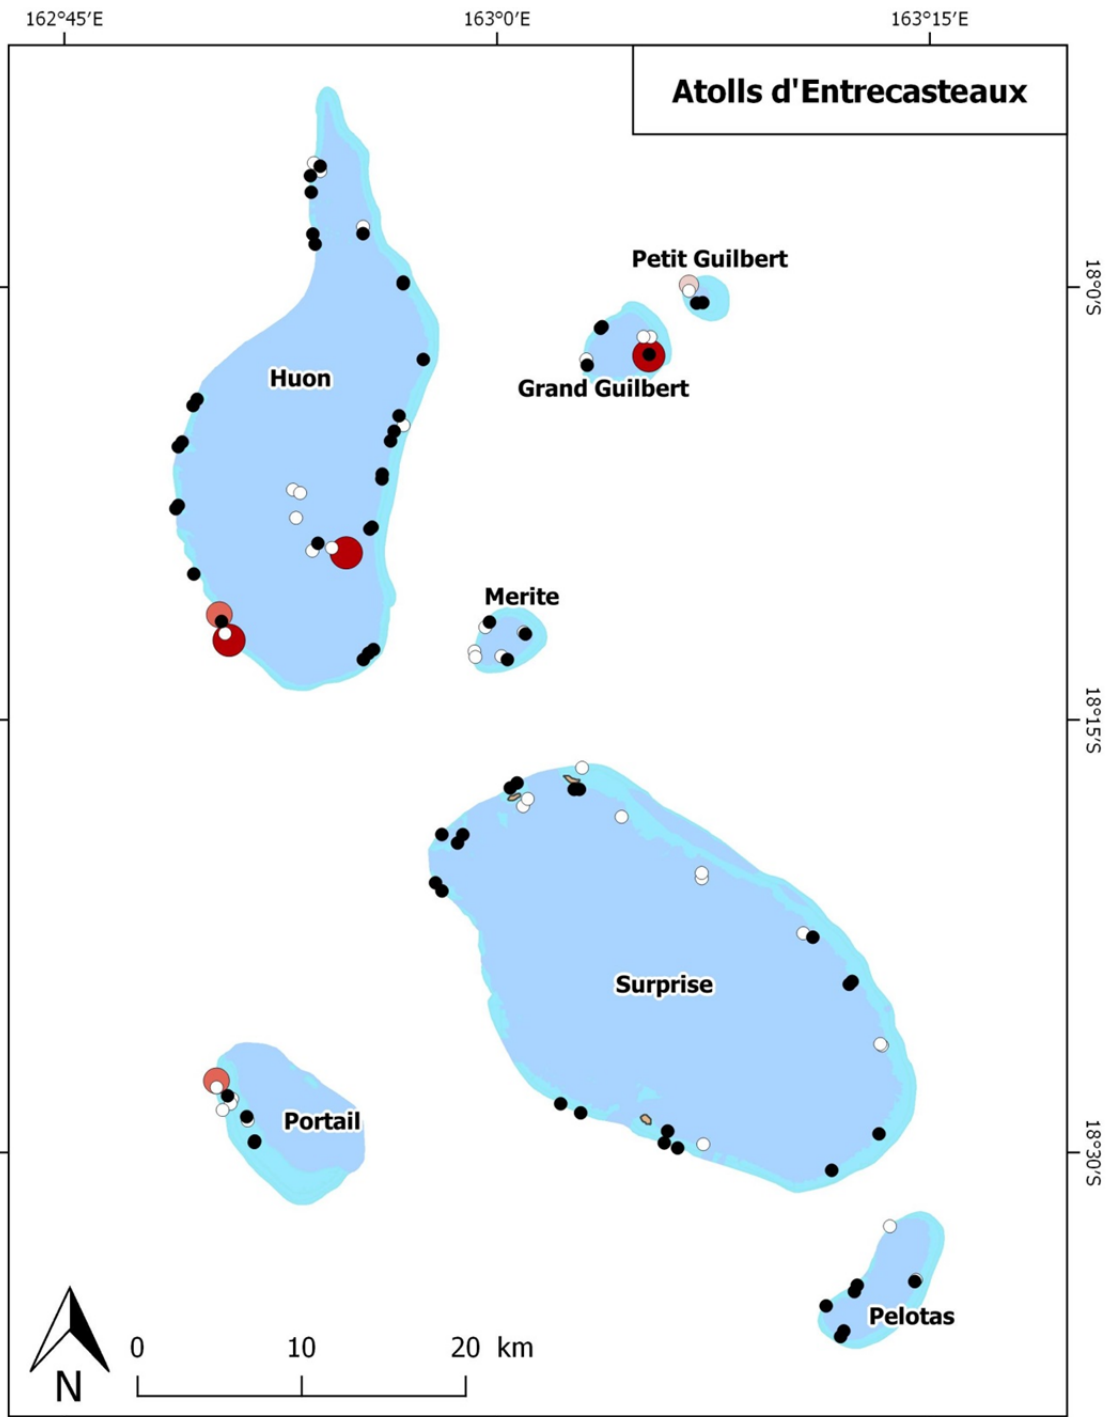 162°45′E
163°0′E
163°15′E
Atolls d'Entrecasteaux
Petit Guilbert
18°0′S
Huon
Grand Guilbert
Merite
18°15′S
Surprise
Portail
18°30′S
Pelotas
0 10 20 km
N